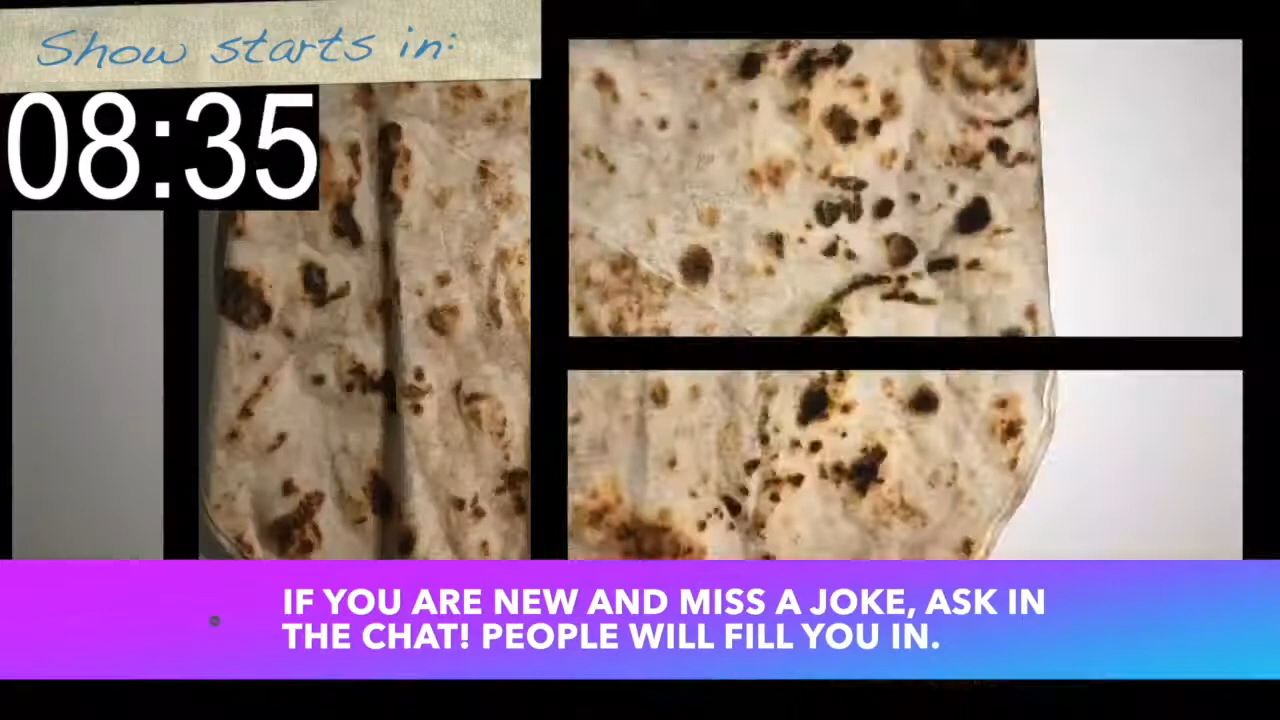 Show starts in:
08:35
IF YOU ARE NEW AND MISS A JOKE, ASK IN
THE CHAT! PEOPLE WILL FILL YOU IN.